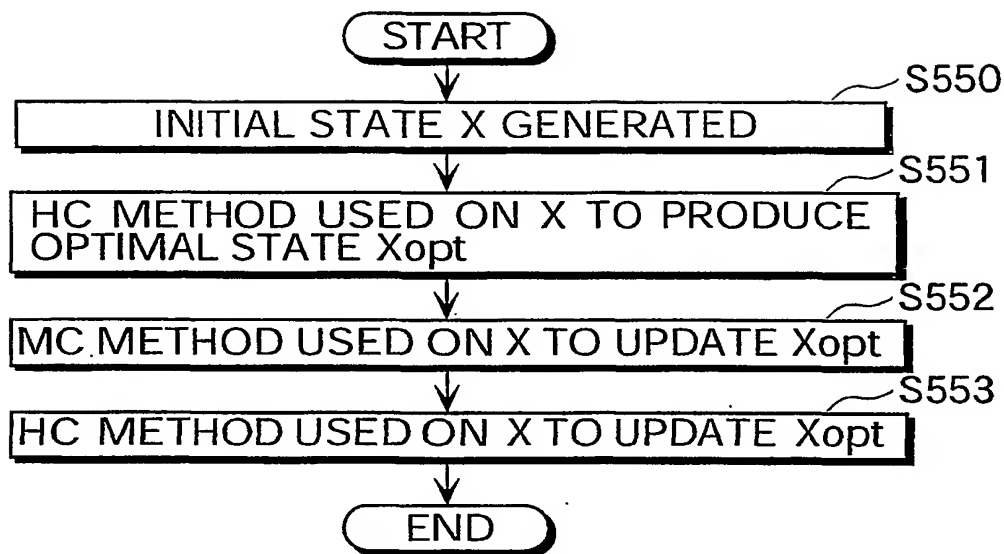 START
S550
INITIAL STATE X GENERATED
S551
HC METHOD USED ON X TO PRODUCE
OPTIMAL STATE Xopt
S552
MC METHOD USED ON X TO UPDATE Xopt
S553
HC METHOD USED ON X TO UPDATE Xopt
END